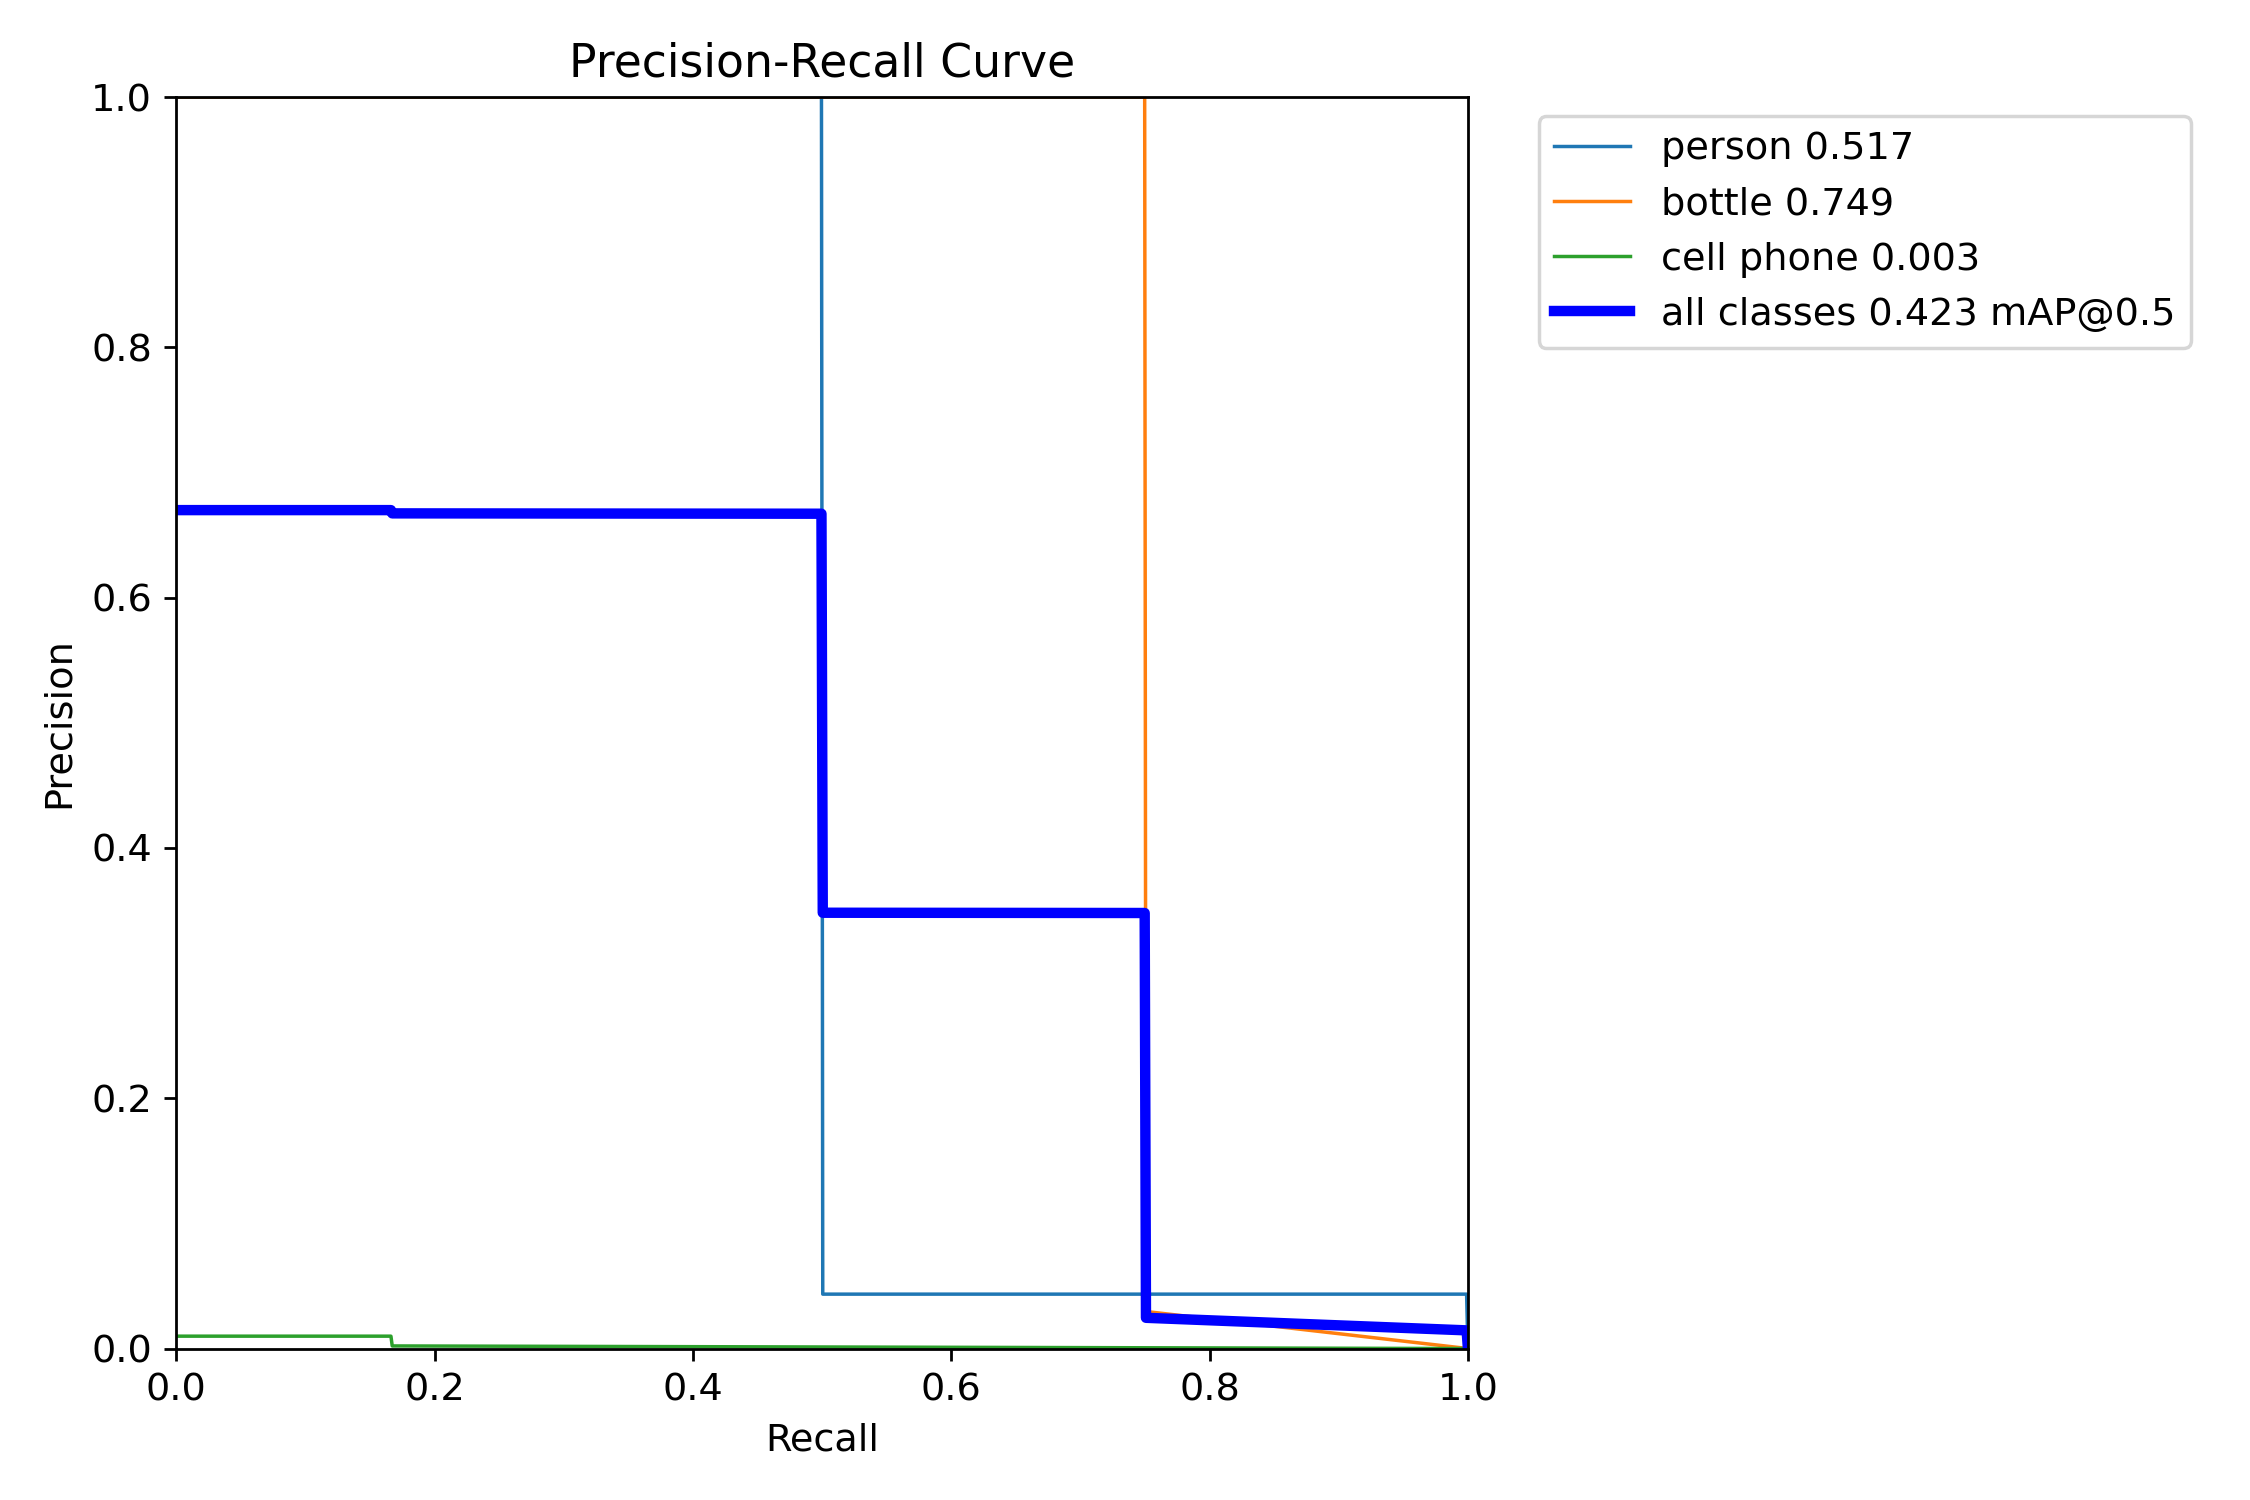 Precision-Recall Curve
1.0
0.8
0.6
0.4
0.2
0.0
Precision
0.0 0.2 0.4 0.6 0.8 1.0
Recall
person 0.517
bottle 0.749
cell phone 0.003
all classes 0.423 mAP@0.5